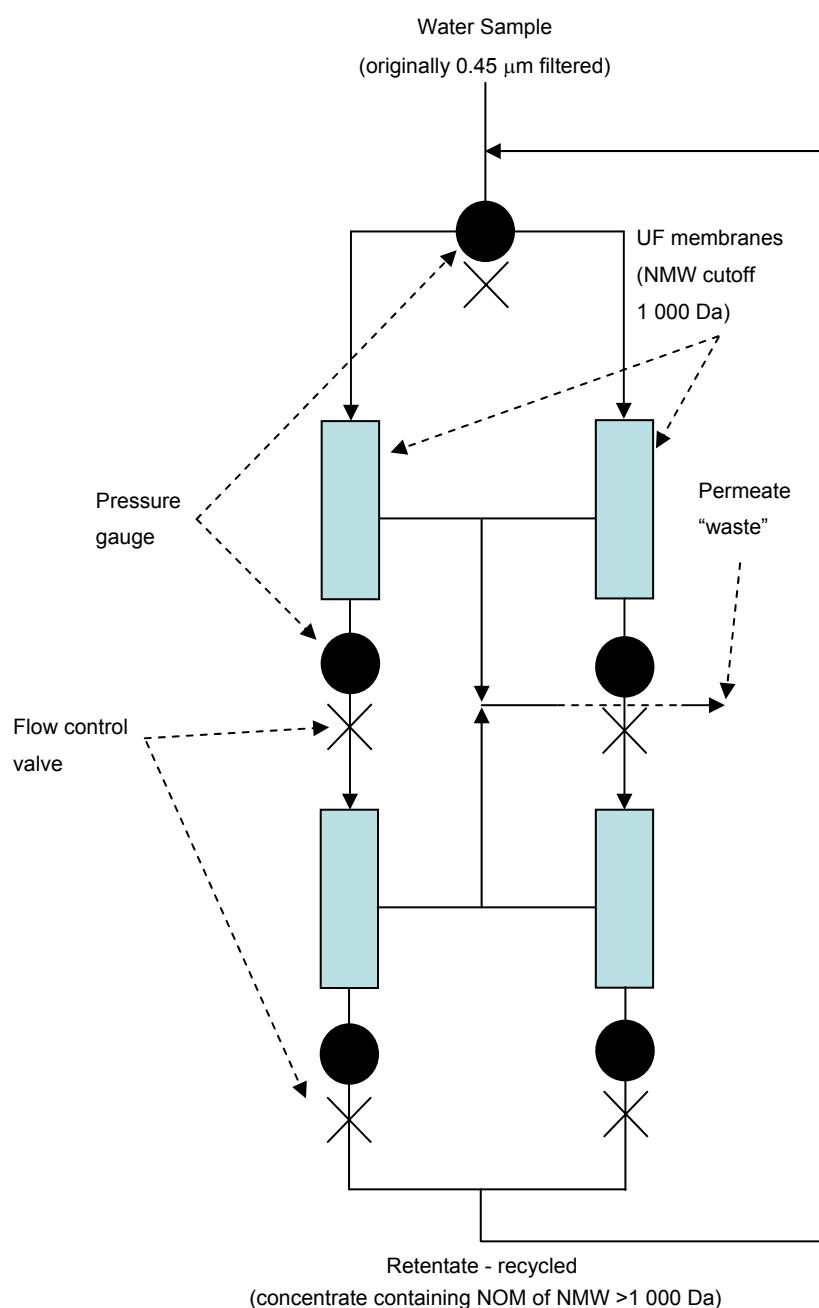 Water Sample
(originally 0.45 μm filtered)
UF membranes
(NMW cutoff
1 000 Da)
Pressure
gauge
Permeate
“waste”
Flow control
valve
Retentate - recycled
(concentrate containing NOM of NMW >1 000 Da)